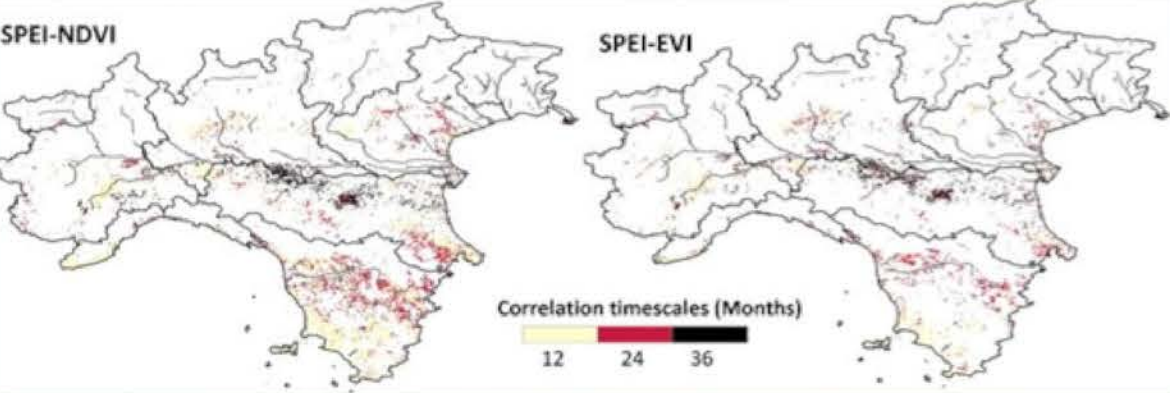 SPEI-NDVI
SPEI-EVI
Correlation timescales (Months)
12 24 36